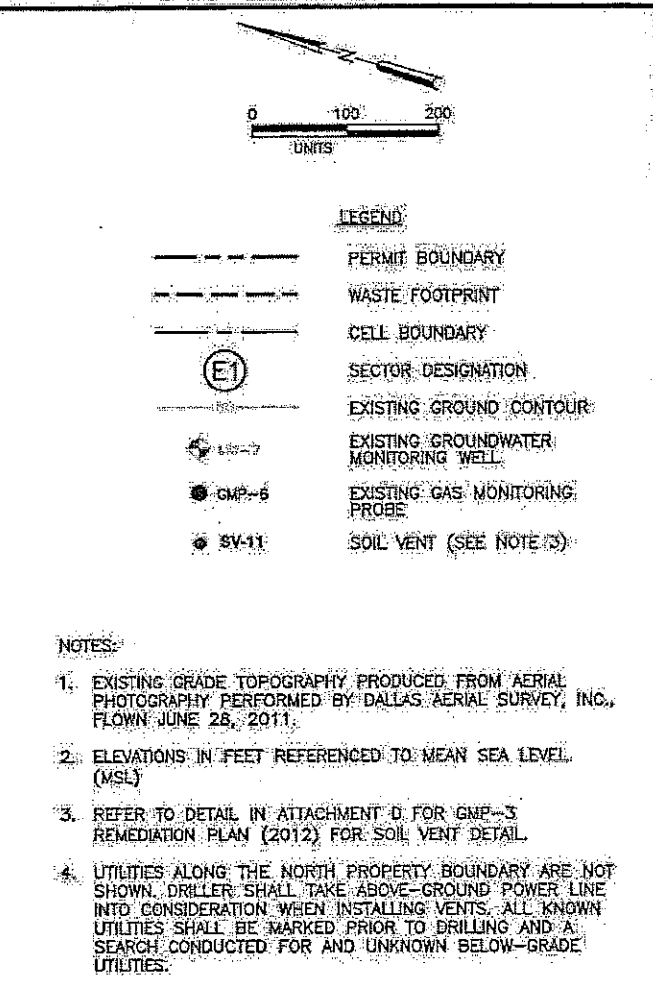 Z
0 100 200
UNITS
LEGEND
PERMIT BOUNDARY
WASTE FOOTPRINT
CELL BOUNDARY
E1 SECTOR DESIGNATION
EXISTING GROUND CONTOUR
EXISTING GROUNDWATER
MONITORING WELL
GMP-6 EXISTING GAS MONITORING
PROBE
SV-11 SOIL VENT (SEE NOTE 3)
NOTES:
1. EXISTING GRADE TOPOGRAPHY PRODUCED FROM AERIAL
PHOTOGRAPHY PERFORMED BY DALLAS AERIAL SURVEY, INC.,
FLOWN JUNE 28, 2011.
2. ELEVATIONS IN FEET REFERENCED TO MEAN SEA LEVEL.
(MSL)
3. REFER TO DETAIL IN ATTACHMENT D FOR GMP-3
REMEDIATION PLAN (2012) FOR SOIL VENT DETAIL.
4. UTILITIES ALONG THE NORTH PROPERTY BOUNDARY ARE NOT
SHOWN. DRILLER SHALL TAKE ABOVE-GROUND POWER LINE
INTO CONSIDERATION WHEN INSTALLING VENTS. ALL KNOWN
UTILITIES SHALL BE MARKED PRIOR TO DRILLING AND A
SEARCH CONDUCTED FOR AND UNKNOWN BELOW-GRADE
UTILITIES.